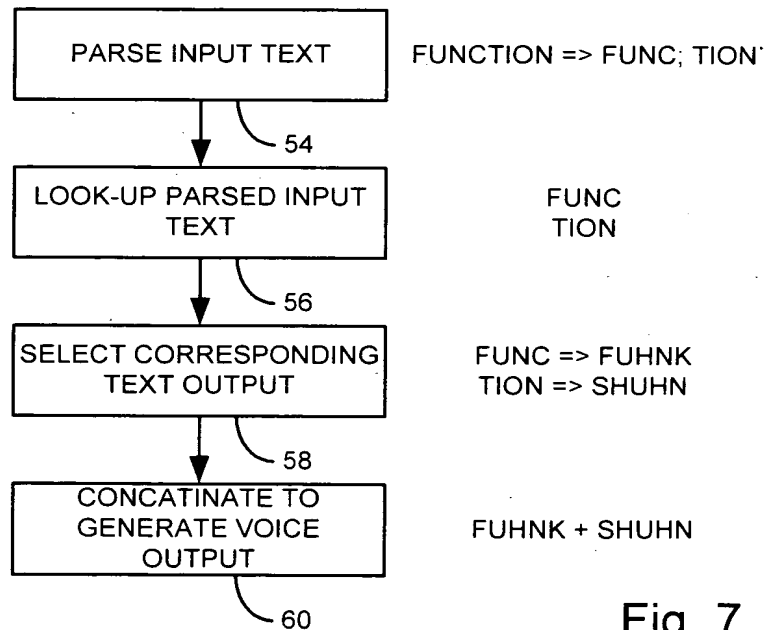 PARSE INPUT TEXT
FUNCTION => FUNC; TION
54
LOOK-UP PARSED INPUT
TEXT
FUNC
TION
56
SELECT CORRESPONDING
TEXT OUTPUT
FUNC => FUHNK
TION => SHUHN
58
CONCATINATE TO
GENERATE VOICE
OUTPUT
FUHNK + SHUHN
60
Fig. 7